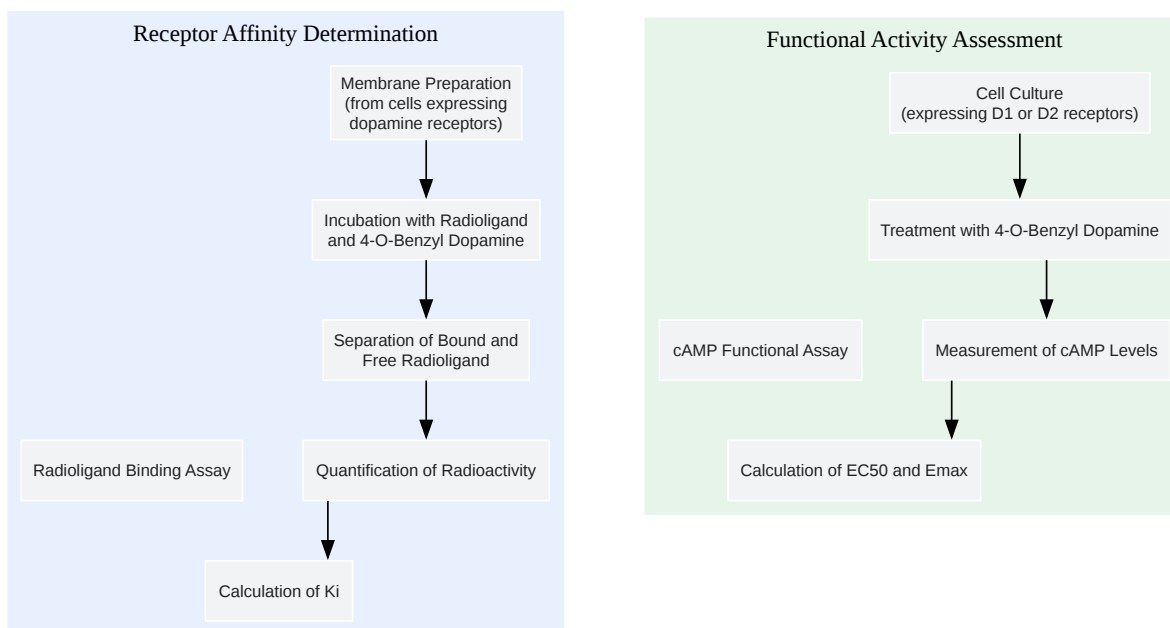 Receptor Affinity Determination
Membrane Preparation
(from cells expressing
dopamine receptors)
Incubation with Radioligand
and 4-O-Benzyl Dopamine
Separation of Bound and
Free Radioligand
Radioligand Binding Assay
Quantification of Radioactivity
Calculation of Ki
Functional Activity Assessment
Cell Culture
(expressing D1 or D2 receptors)
Treatment with 4-O-Benzyl Dopamine
cAMP Functional Assay
Measurement of cAMP Levels
Calculation of EC50 and Emax